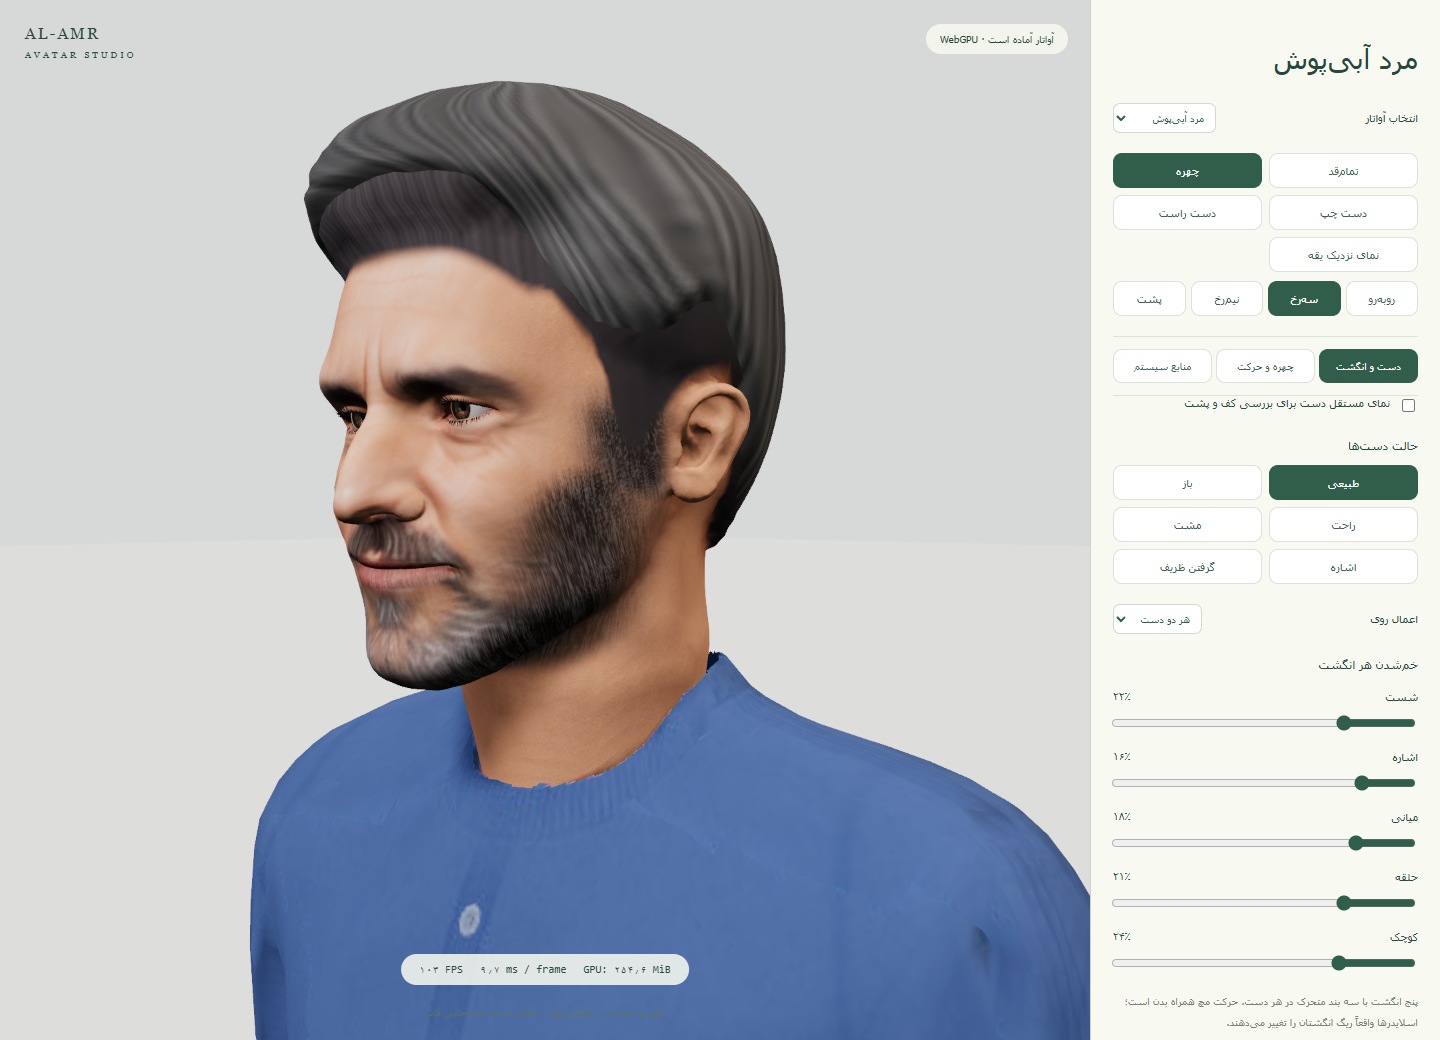 AL-AMR
AVATAR STUDIO
آواتار آماده است · WebGPU
مرد آبی‌پوش
انتخاب آواتار
مرد آبی‌پوش
تمام‌قد
چهره
دست چپ
دست راست
نمای نزدیک یقه
روبه‌رو
سه‌رخ
نیم‌رخ
پشت
دست و انگشت
چهره و حرکت
منابع سیستم
نمای مستقل دست برای بررسی کف و پشت
حالت دست‌ها
طبیعی
باز
راحت
مشت
اشاره
گرفتن ظریف
اعمال روی
هر دو دست
خم‌شدن هر انگشت
شست
۲۲٪
اشاره
۱۶٪
میانی
۱۸٪
حلقه
۲۱٪
کوچک
۲۴٪
پنج انگشت با سه بند متحرک در هر دست. حرکت مچ همراه بدن است؛
اسلایدرها واقعاً ریگ انگشتان را تغییر می‌دهند.
۱۰۳ FPS ۹٫۷ ms / frame GPU: ۲۵۴٫۶ MiB